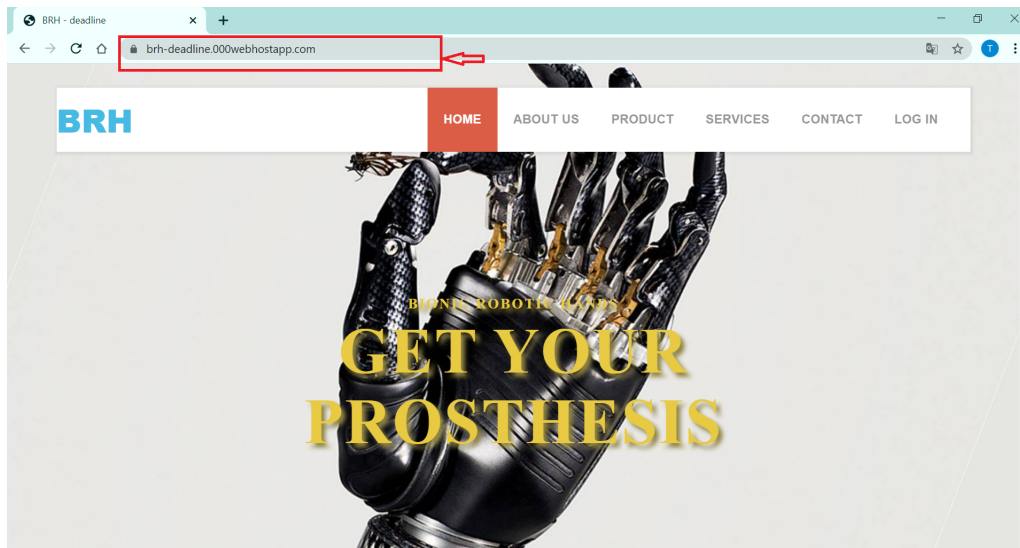 BRH - deadline
brh-deadline.000webhostapp.com
T
BRH
HOME ABOUT US PRODUCT SERVICES CONTACT LOG IN
BIONIC ROBOTIC HANDS
GET YOUR
PROSTHESIS